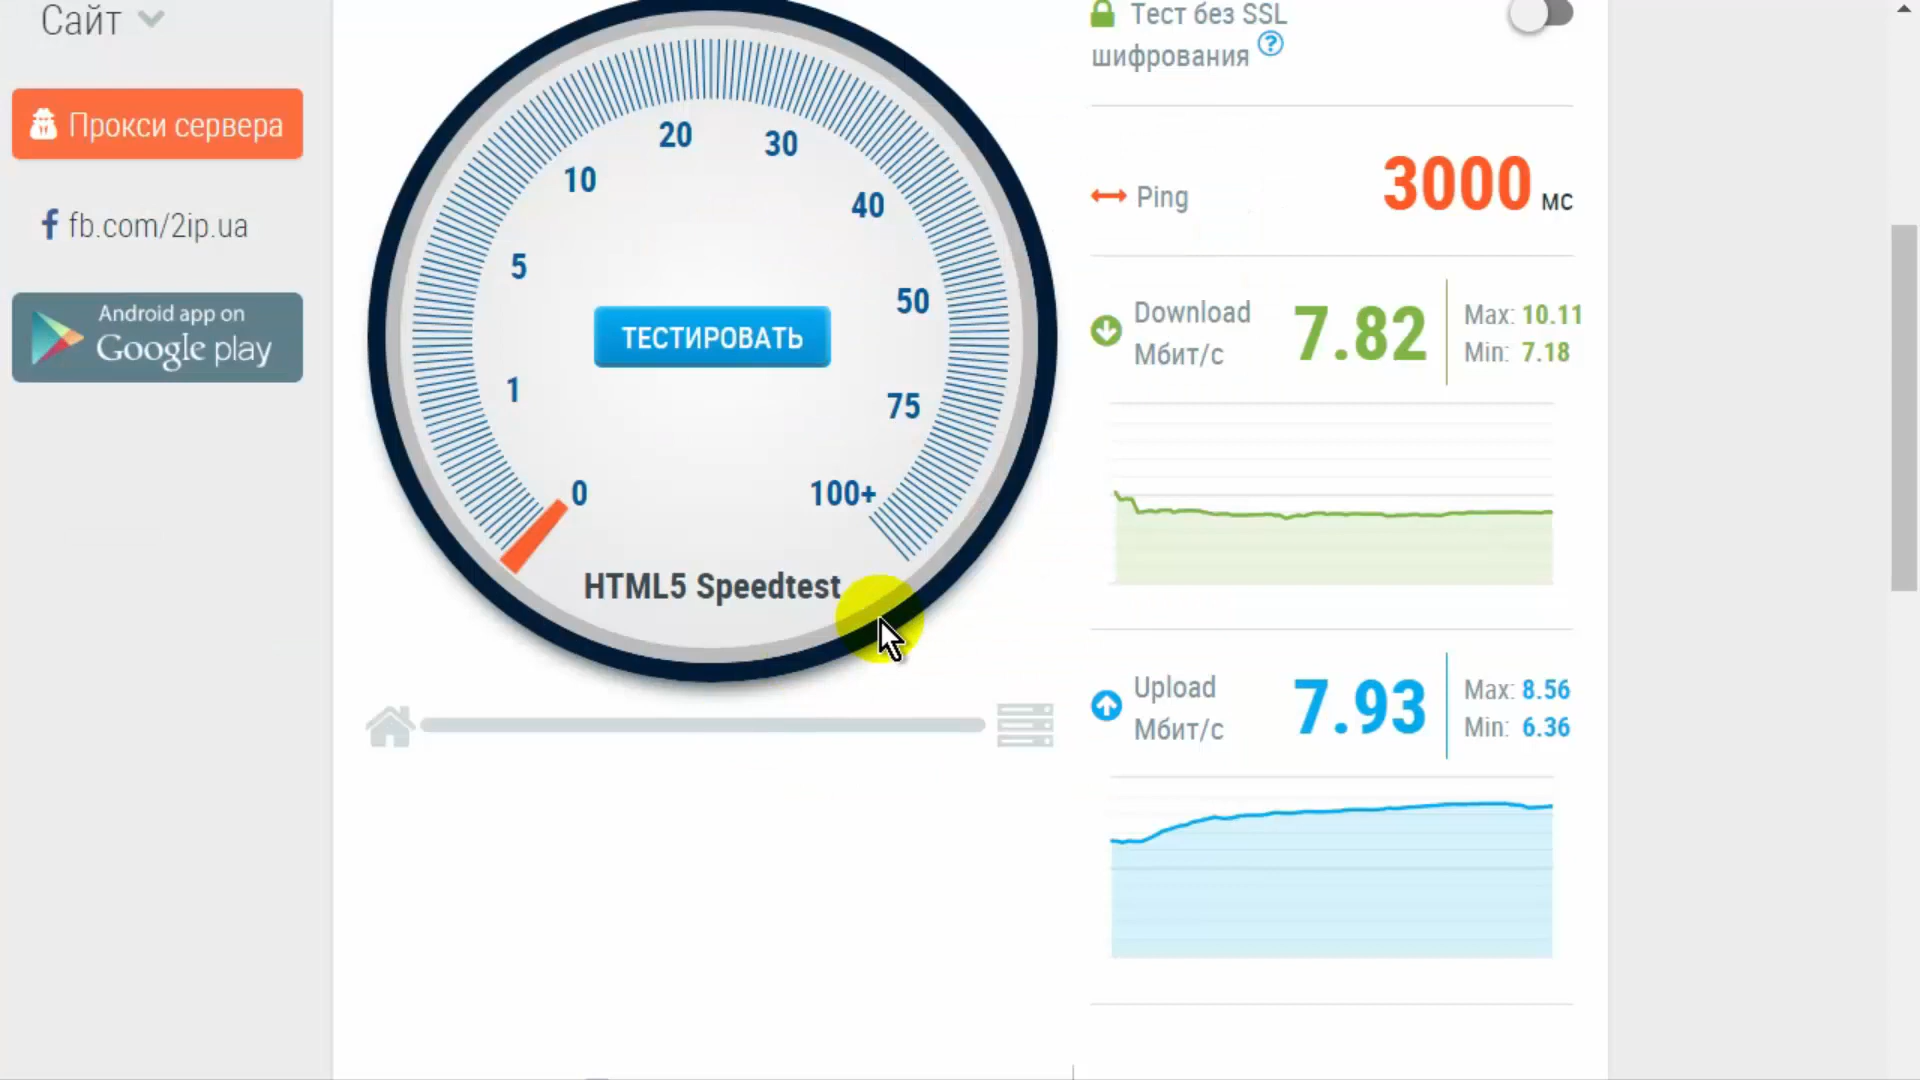 Сайт
Прокси сервера
fb.com/2ip.ua
Android app on
Google play
20
30
10
40
5
50
ТЕСТИРОВАТЬ
1
75
0
100+
HTML5 Speedtest
Тест без SSL
шифрования ?
Ping 3000 мс
Download
Мбит/с
7.82
Max: 10.11
Min: 7.18
Upload
Мбит/с
7.93
Max: 8.56
Min: 6.36